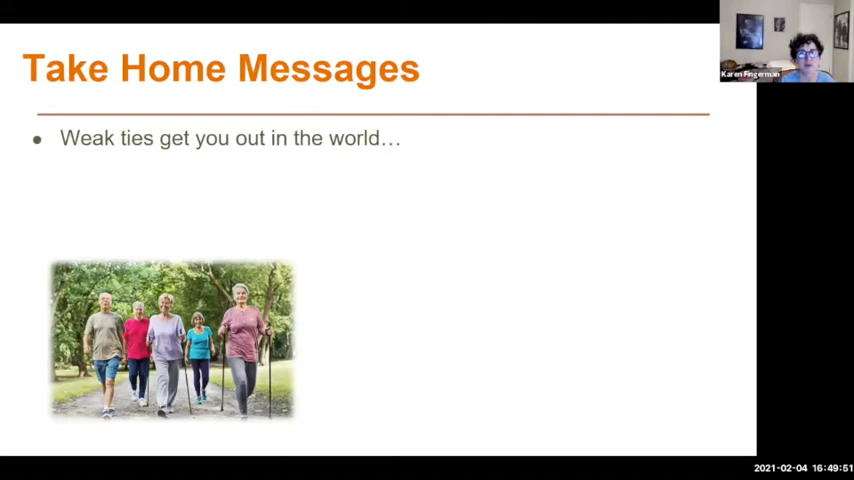 Take Home Messages
Karen Fingerman
● Weak ties get you out in the world…
2021-02-04 16:49:51